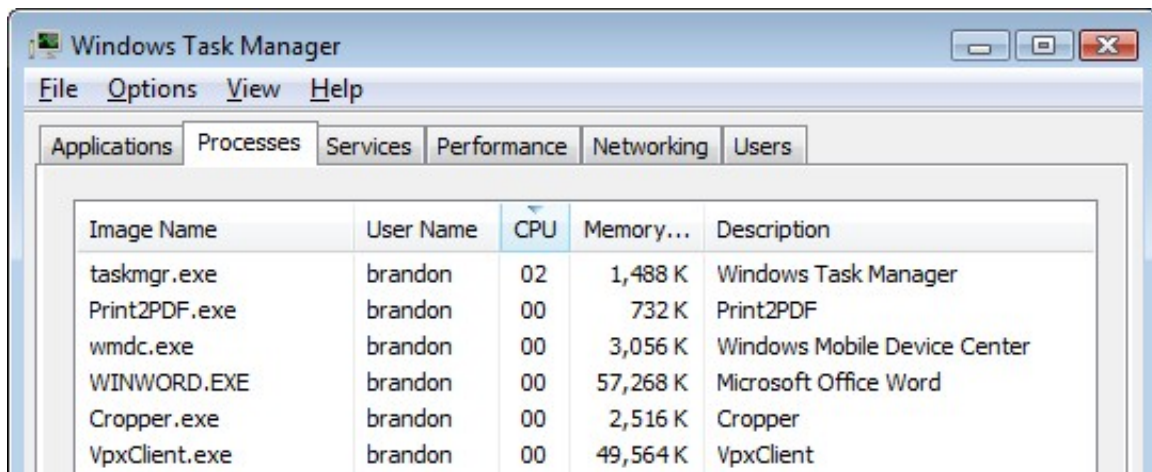 Windows Task Manager
File Options View Help
Applications Processes Services Performance Networking Users
Image Name User Name CPU Memory... Description
taskmgr.exe brandon 02 1,488 K Windows Task Manager
Print2PDF.exe brandon 00 732 K Print2PDF
wmdc.exe brandon 00 3,056 K Windows Mobile Device Center
WINWORD.EXE brandon 00 57,268 K Microsoft Office Word
Cropper.exe brandon 00 2,516 K Cropper
VpxClient.exe brandon 00 49,564 K VpxClient